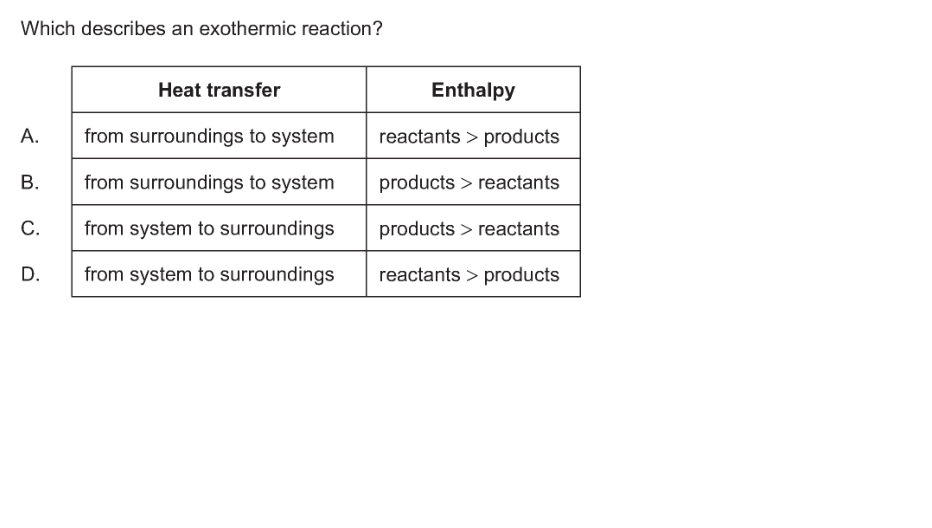 Which describes an exothermic reaction?
Heat transfer Enthalpy
A. from surroundings to system reactants > products
B. from surroundings to system products > reactants
C. from system to surroundings products > reactants
D. from system to surroundings reactants > products